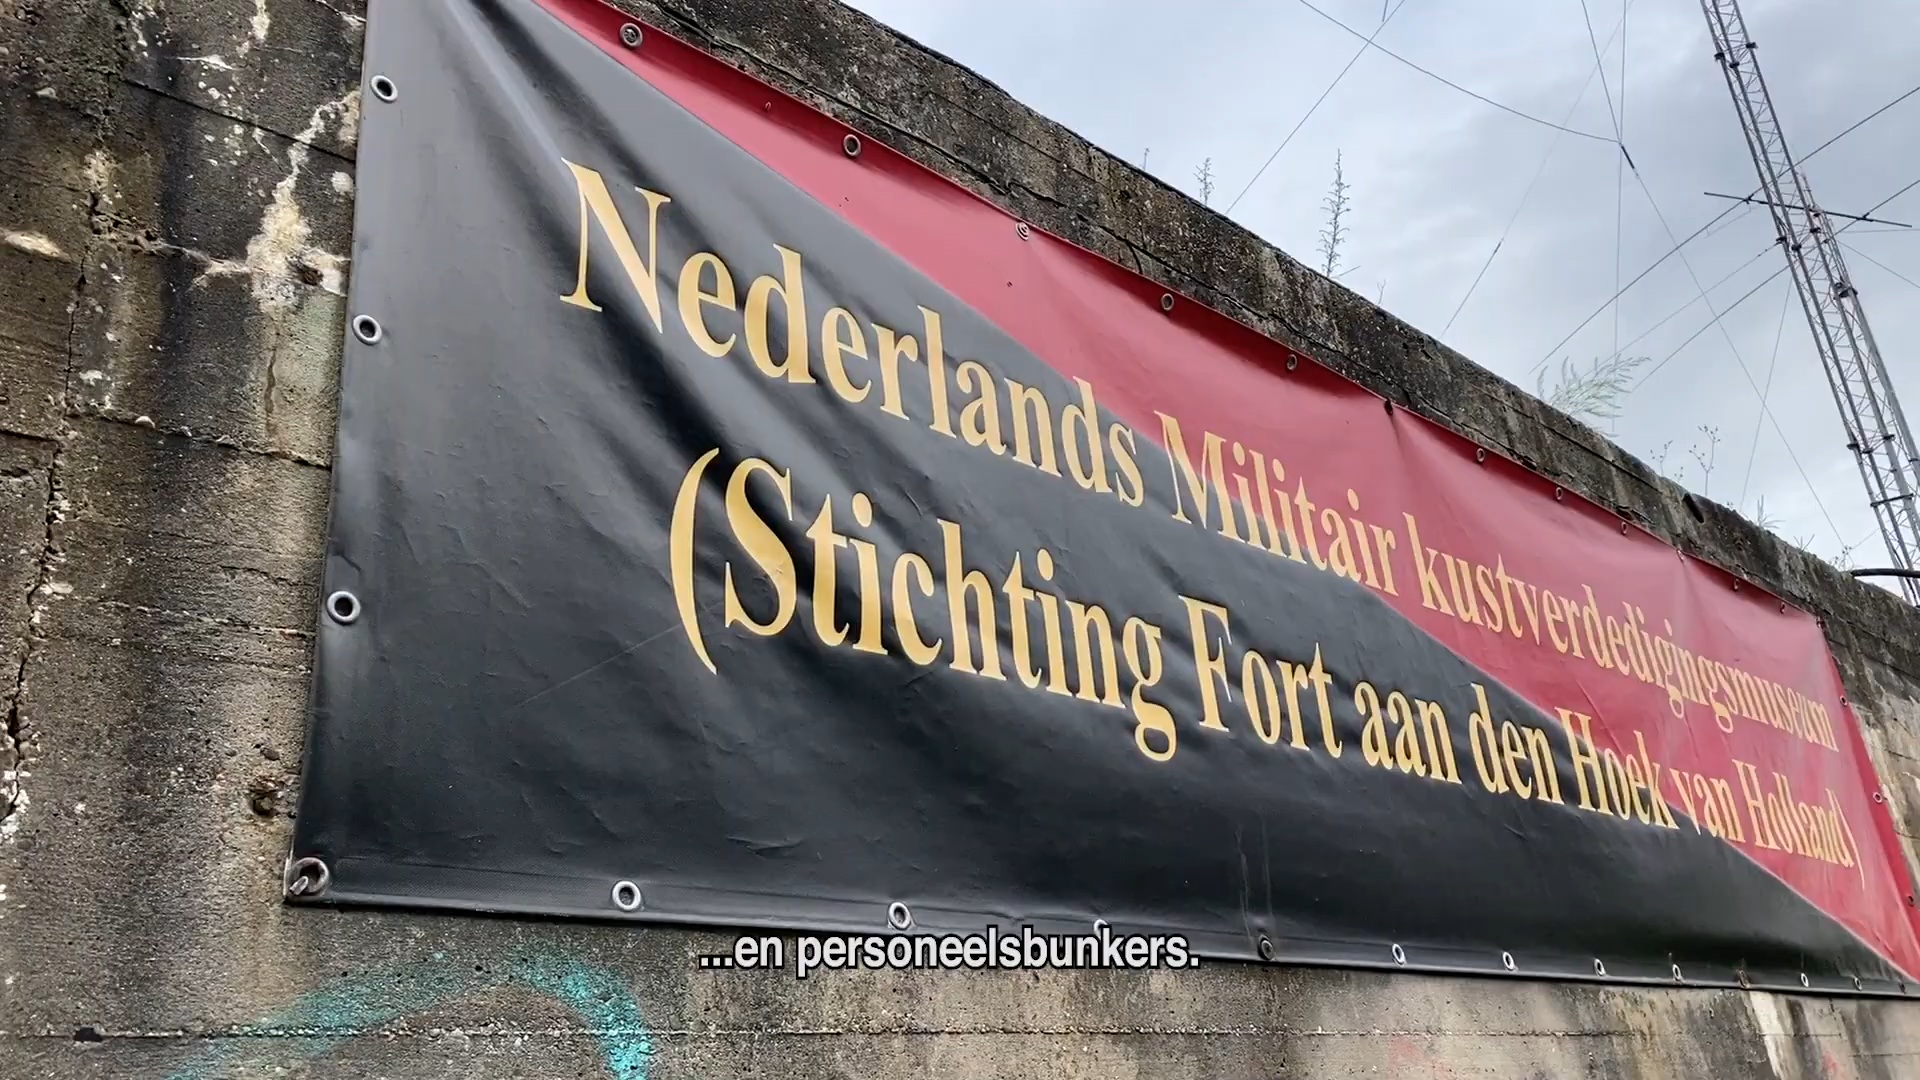 Nederlands Militair kustverdedigingsmuseum
(Stichting Fort aan den Hoek van Holland)
...en personeelsbunkers.